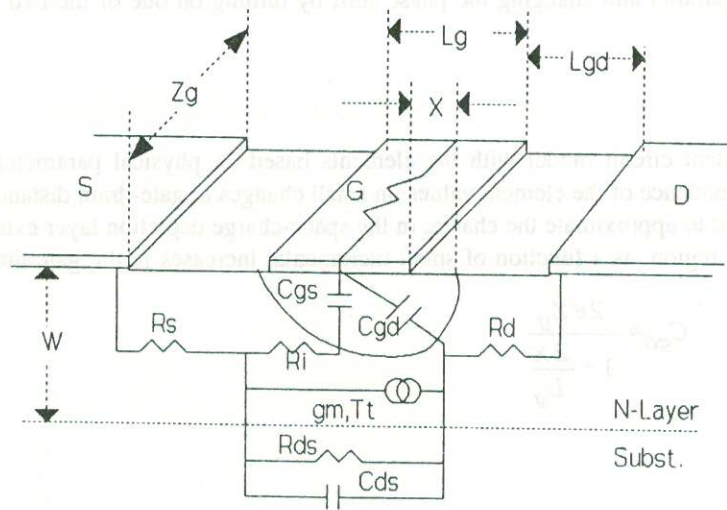 Lg
Lgd
Zg
X
S
G
D
Cgs
Cgd
Rs
Ri
Rd
W
gm,Tt
N-Layer
Rds
Subst.
Cds